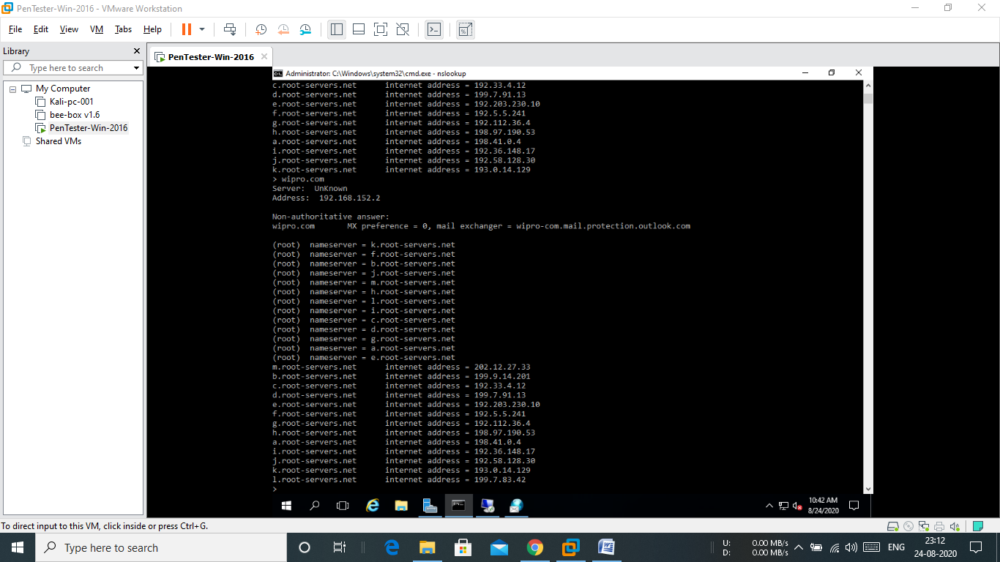 PenTester-Win-2016 - VMware Workstation
File Edit View VM Tabs Help
Library
Type here to search
My Computer
Kali-pc-001
bee-box v1.6
PenTester-Win-2016
Shared VMs
PenTester-Win-2016
Administrator: C:\Windows\system32\cmd.exe - nslookup
c.root-servers.net internet address = 192.33.4.12
d.root-servers.net internet address = 199.7.91.13
e.root-servers.net internet address = 192.203.230.10
f.root-servers.net internet address = 192.5.5.241
g.root-servers.net internet address = 192.112.36.4
h.root-servers.net internet address = 198.97.190.53
a.root-servers.net internet address = 198.41.0.4
i.root-servers.net internet address = 192.36.148.17
j.root-servers.net internet address = 192.58.128.30
k.root-servers.net internet address = 193.0.14.129
> wipro.com
Server: UnKnown
Address: 192.168.152.2
Non-authoritative answer:
wipro.com MX preference = 0, mail exchanger = wipro-com.mail.protection.outlook.com
(root) nameserver = k.root-servers.net
(root) nameserver = f.root-servers.net
(root) nameserver = b.root-servers.net
(root) nameserver = j.root-servers.net
(root) nameserver = m.root-servers.net
(root) nameserver = h.root-servers.net
(root) nameserver = l.root-servers.net
(root) nameserver = i.root-servers.net
(root) nameserver = c.root-servers.net
(root) nameserver = d.root-servers.net
(root) nameserver = g.root-servers.net
(root) nameserver = a.root-servers.net
(root) nameserver = e.root-servers.net
m.root-servers.net internet address = 202.12.27.33
b.root-servers.net internet address = 199.9.14.201
c.root-servers.net internet address = 192.33.4.12
d.root-servers.net internet address = 199.7.91.13
e.root-servers.net internet address = 192.203.230.10
f.root-servers.net internet address = 192.5.5.241
g.root-servers.net internet address = 192.112.36.4
h.root-servers.net internet address = 198.97.190.53
a.root-servers.net internet address = 198.41.0.4
i.root-servers.net internet address = 192.36.148.17
j.root-servers.net internet address = 192.58.128.30
k.root-servers.net internet address = 193.0.14.129
l.root-servers.net internet address = 199.7.83.42
>
10:42 AM
8/24/2020
To direct input to this VM, click inside or press Ctrl+G.
Type here to search
U: 0.00 MB/s
D: 0.00 MB/s
ENG
23:12
24-08-2020